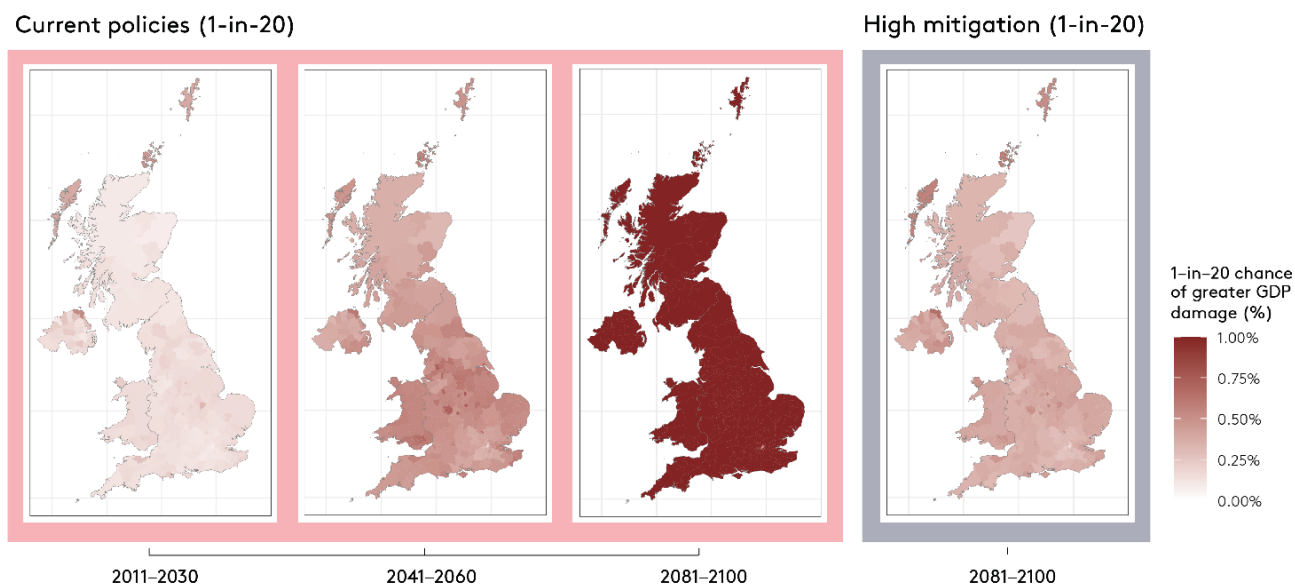 Current policies (1-in-20)
High mitigation (1-in-20)
1–in–20 chance
of greater GDP
damage (%)
1.00%
0.75%
0.50%
0.25%
0.00%
2011–2030
2041–2060
2081-2100
2081-2100